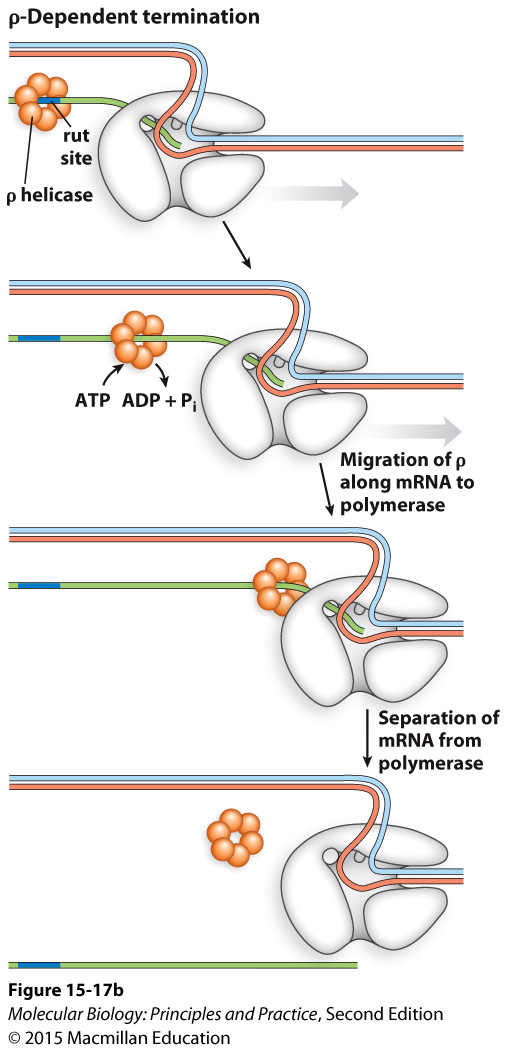 ρ-Dependent termination
rut
site
ρ helicase
ATP ADP + Pi
Migration of ρ
along mRNA to
polymerase
Separation of
mRNA from
polymerase
Figure 15-17b
Molecular Biology: Principles and Practice, Second Edition
© 2015 Macmillan Education